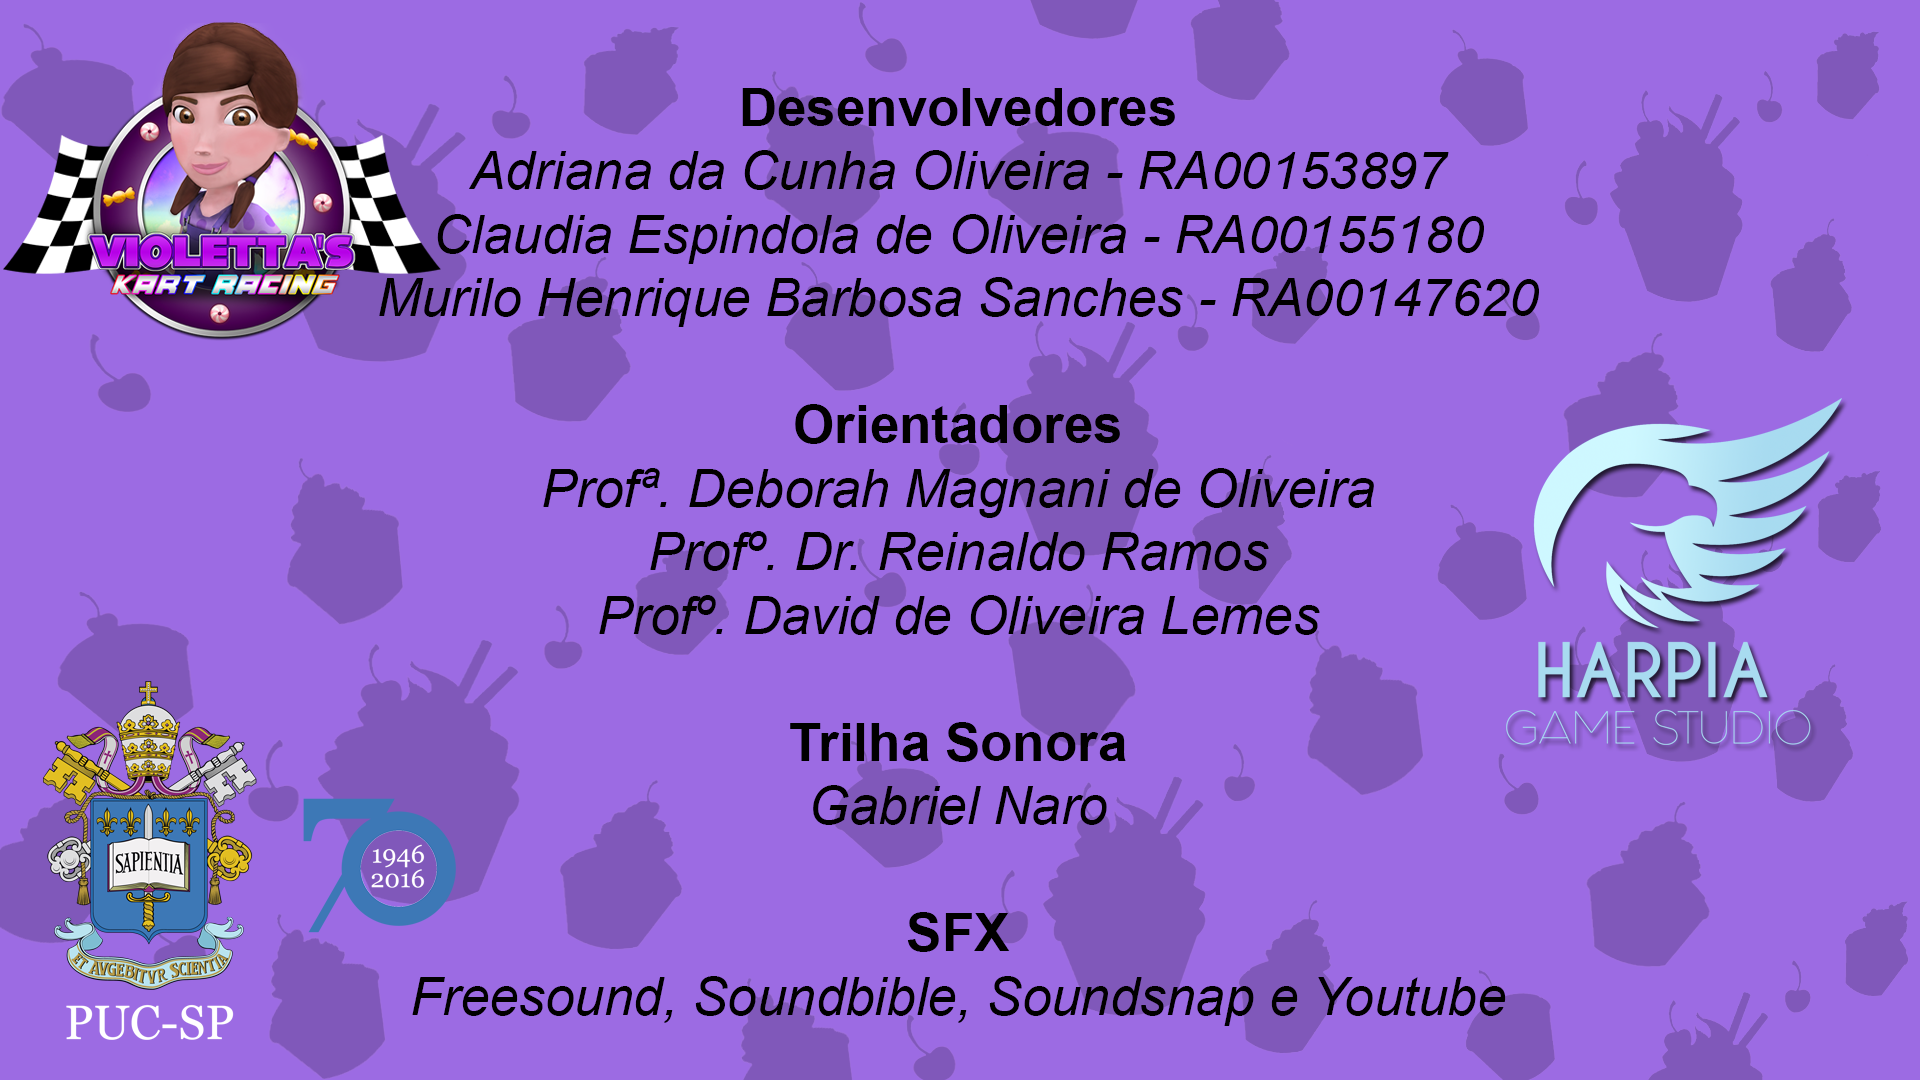 Desenvolvedores
Adriana da Cunha Oliveira - RA00153897
Claudia Espindola de Oliveira - RA00155180
Murilo Henrique Barbosa Sanches - RA00147620
VIOLETTA'S
KART RACING
Orientadores
Profª. Deborah Magnani de Oliveira
Profº. Dr. Reinaldo Ramos
Profº. David de Oliveira Lemes
HARPIA
GAME STUDIO
Trilha Sonora
Gabriel Naro
SFX
Freesound, Soundbible, Soundsnap e Youtube
SAPIENTIA
ET AVGEBITVR SCIENTIA
PUC-SP
70
1946
2016